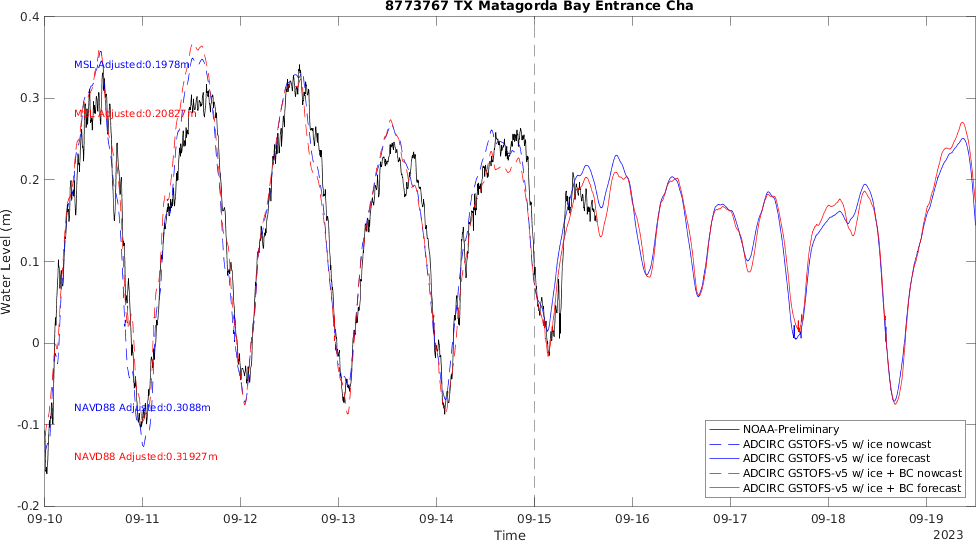 8773767 TX Matagorda Bay Entrance Cha
0.4
0.3
0.2
0.1
0
-0.1
-0.2
Water Level (m)
MSL Adjusted:0.1978m
MSL Adjusted:0.20827m
NAVD88 Adjusted:0.3088m
NAVD88 Adjusted:0.31927m
NOAA-Preliminary
ADCIRC GSTOFS-v5 w/ ice nowcast
ADCIRC GSTOFS-v5 w/ ice forecast
ADCIRC GSTOFS-v5 w/ ice + BC nowcast
ADCIRC GSTOFS-v5 w/ ice + BC forecast
09-10 09-11 09-12 09-13 09-14 09-15 09-16 09-17 09-18 09-19
Time
2023